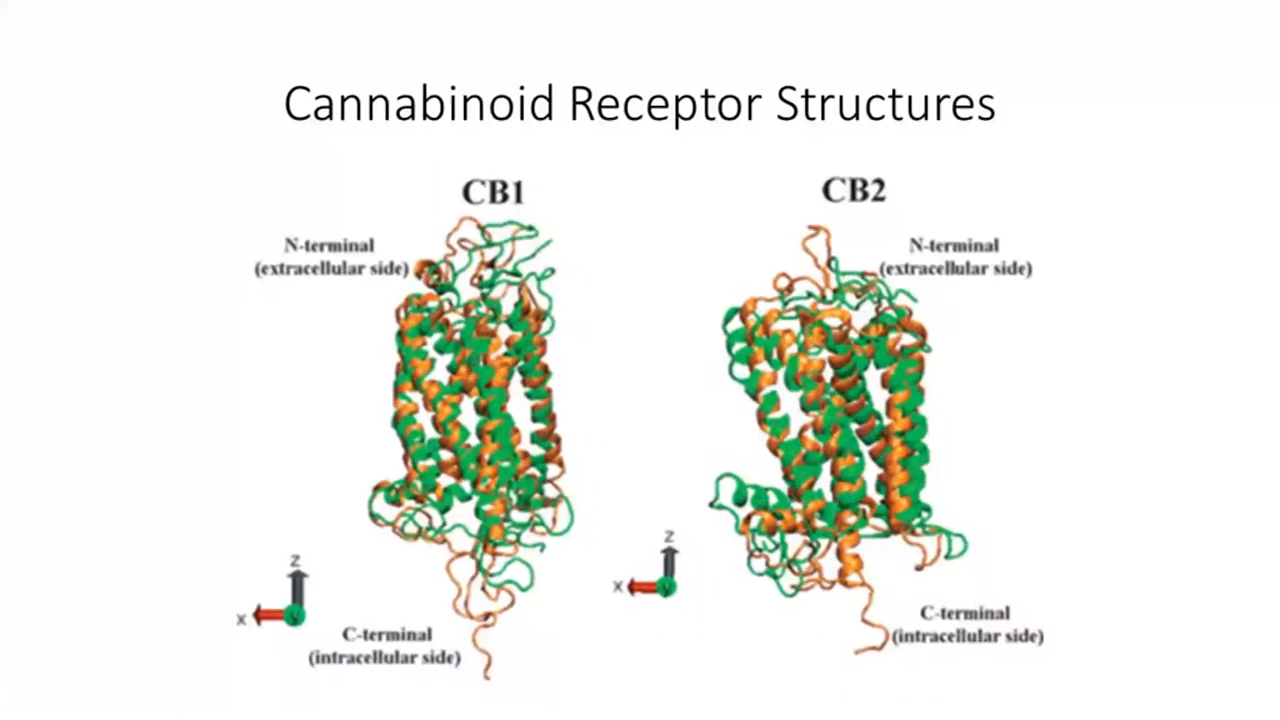 Cannabinoid Receptor Structures
CB1
CB2
N-terminal
(extracellular side)
N-terminal
(extracellular side)
Z
X
Y
Z
X
Y
C-terminal
(intracellular side)
C-terminal
(intracellular side)